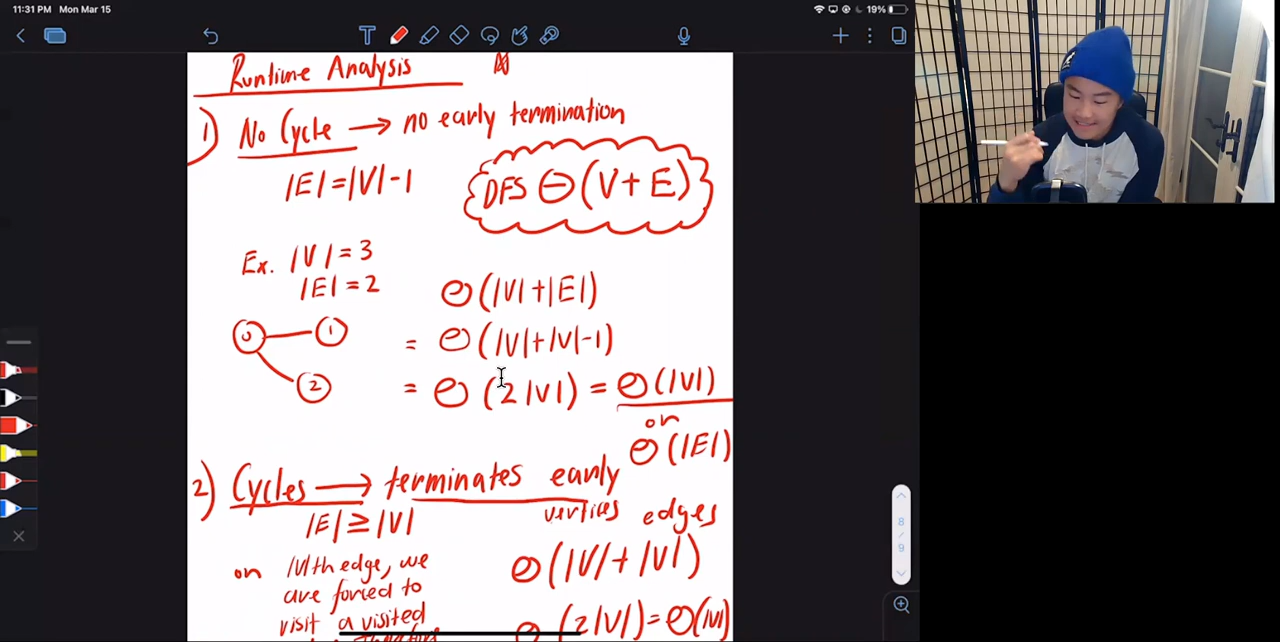 11:31 PM Mon Mar 15
19%
Runtime Analysis
1) No Cycle → no early termination
|E| = |V| - 1
DFS Θ(V + E)
Ex. |V| = 3
|E| = 2
Θ(|V| + |E|)
= Θ(|V| + |V| - 1)
= Θ(2|V|) = Θ(|V|)
or
Θ(|E|)
0
1
2
2) Cycles → terminates early
|E| ≥ |V|
vertices edges
Θ(|V| + |V|)
on |V|th edge, we
are forced to
visit a visited
Θ(2|V|) = Θ(|V|)
8
9